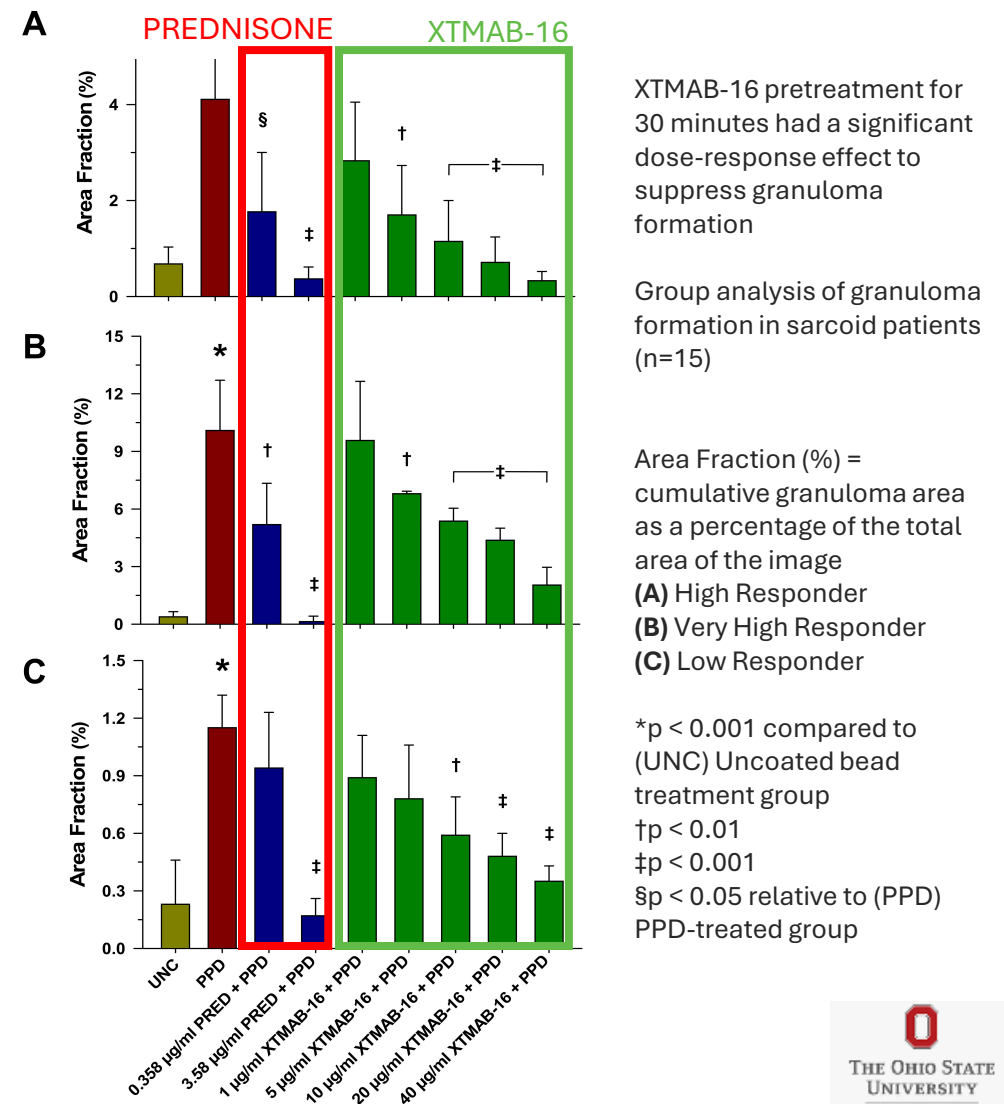 A
PREDNISONE
XTMAB-16
Area Fraction (%)
4
2
0
§
‡
†
‡
B
Area Fraction (%)
15
12
9
6
3
0
*
†
‡
†
‡
C
Area Fraction (%)
1.5
1.2
0.9
0.6
0.3
0.0
*
‡
†
‡
‡
UNC
PPD
0.358 µg/ml PRED + PPD
3.58 µg/ml PRED + PPD
1 µg/ml XTMAB-16 + PPD
5 µg/ml XTMAB-16 + PPD
10 µg/ml XTMAB-16 + PPD
20 µg/ml XTMAB-16 + PPD
40 µg/ml XTMAB-16 + PPD
XTMAB-16 pretreatment for
30 minutes had a significant
dose-response effect to
suppress granuloma
formation
Group analysis of granuloma
formation in sarcoid patients
(n=15)
Area Fraction (%) =
cumulative granuloma area
as a percentage of the total
area of the image
(A) High Responder
(B) Very High Responder
(C) Low Responder
*p < 0.001 compared to
(UNC) Uncoated bead
treatment group
†p < 0.01
‡p < 0.001
§p < 0.05 relative to (PPD)
PPD-treated group
THE OHIO STATE
UNIVERSITY